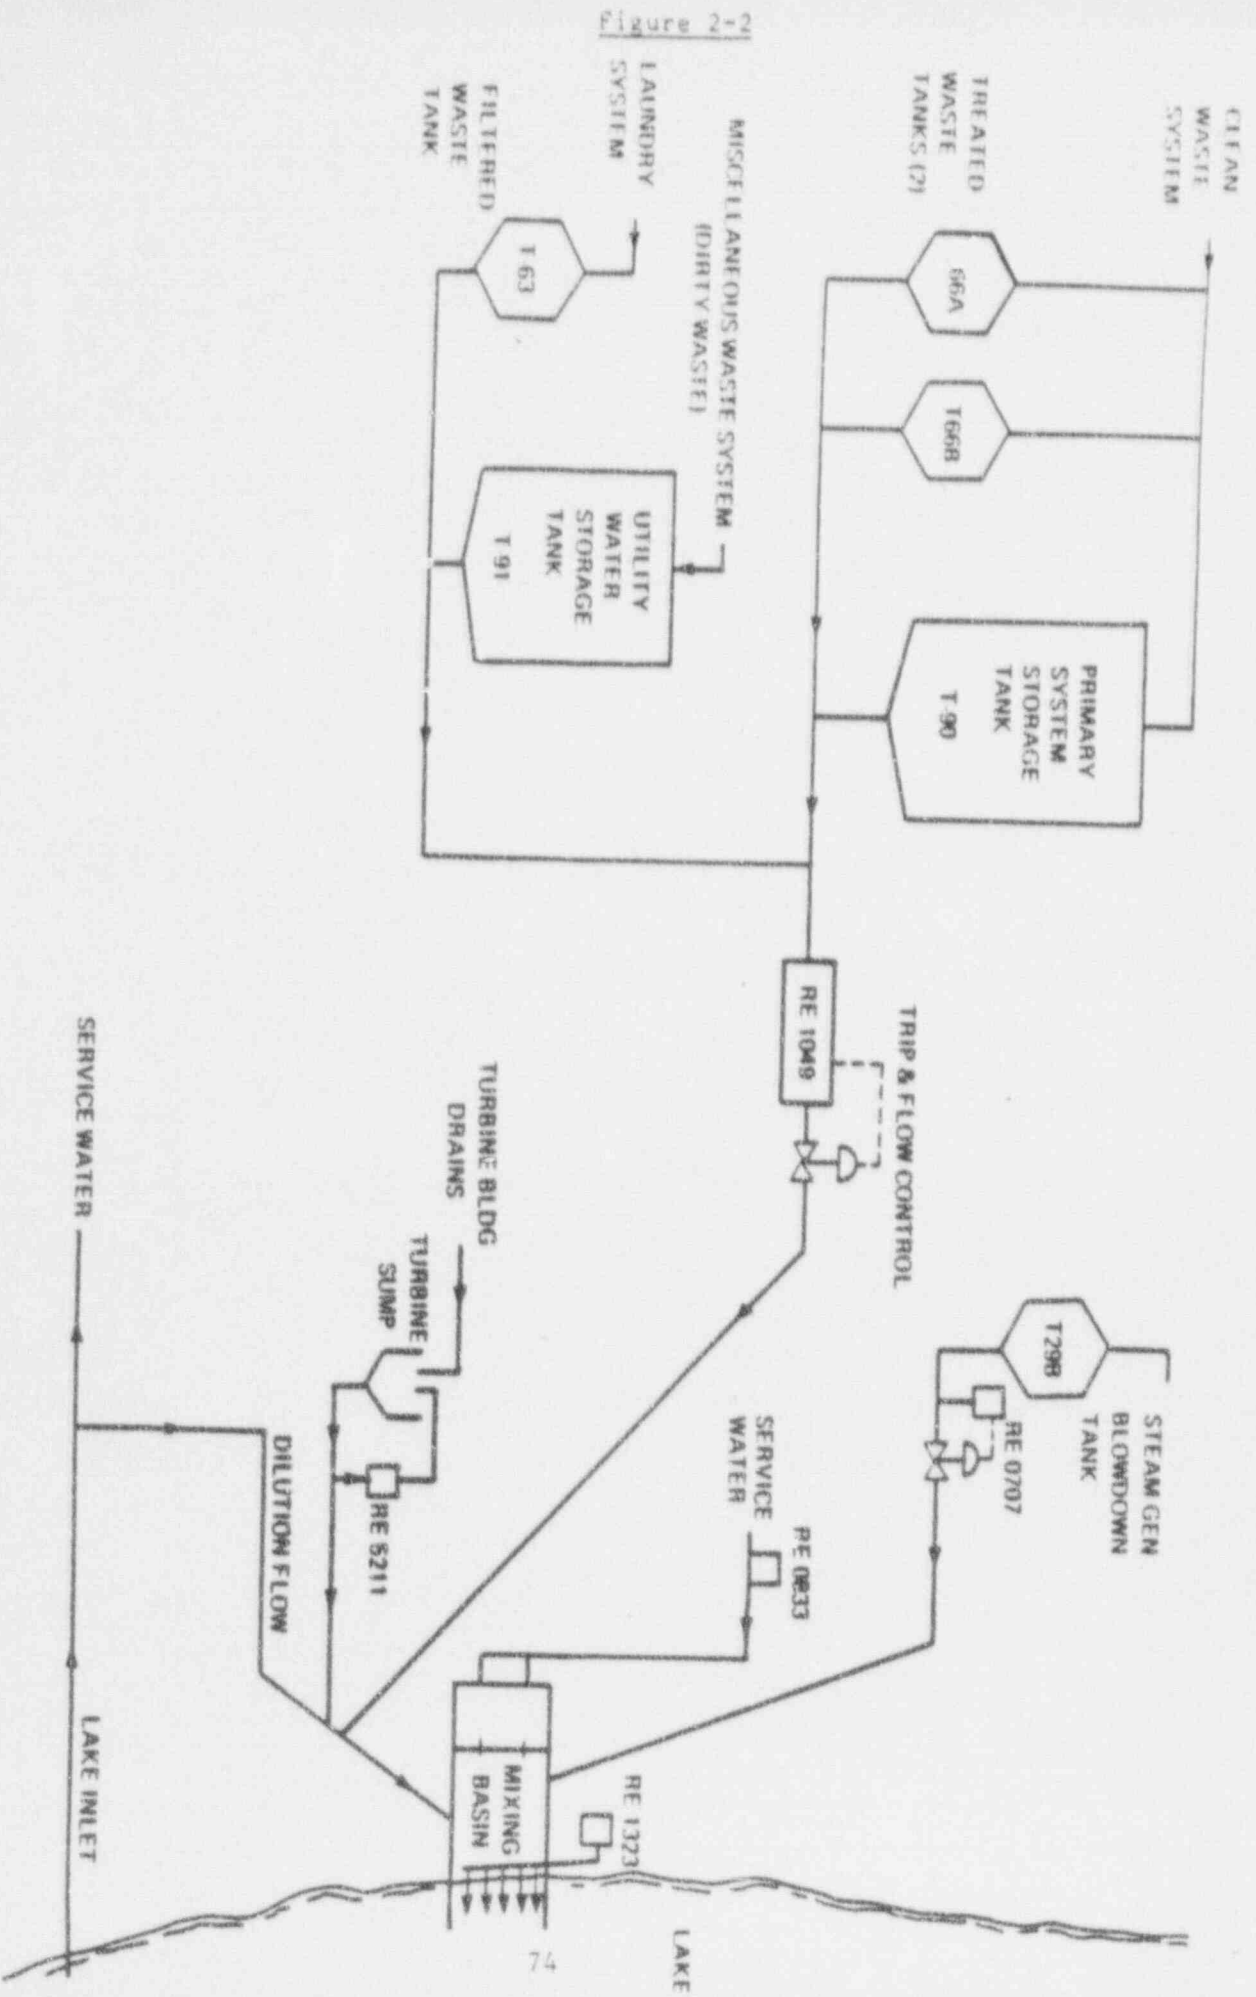 Figure 2-2
CLEAN
WASTE
SYSTEM
TREATED
WASTE
TANKS (2)
66A
T66B
PRIMARY
SYSTEM
STORAGE
TANK
T-90
MISCELLANEOUS WASTE SYSTEM
(DIRTY WASTE)
LAUNDRY
SYSTEM
FILTERED
WASTE
TANK
T-63
UTILITY
WATER
STORAGE
TANK
T-91
TRIP & FLOW CONTROL
RE 1049
STEAM GEN
BLOWDOWN
TANK
T29B
RE 0707
RE 0833
SERVICE
WATER
TURBINE BLDG
DRAINS
TURBINE
SUMP
RE 5211
DILUTION FLOW
SERVICE WATER
LAKE INLET
MIXING
BASIN
RE 1323
LAKE
74